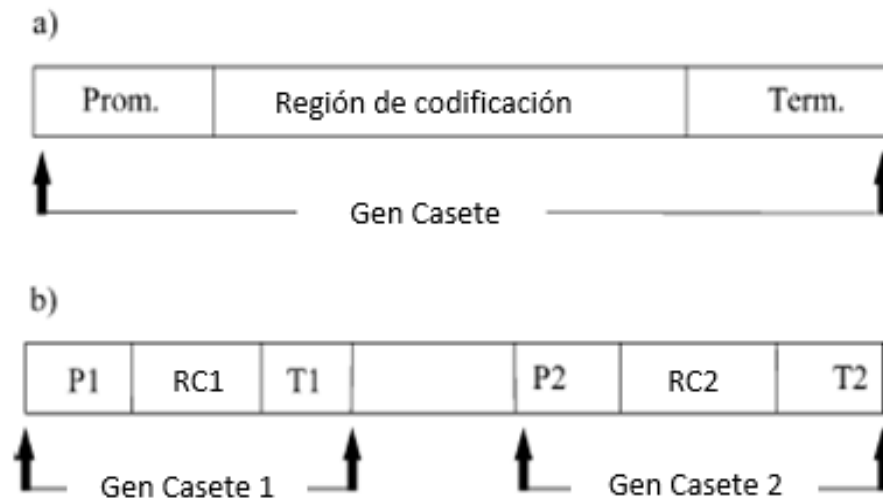 a)
Prom. Región de codificación Term.
Gen Casete
b)
P1 RC1 T1 P2 RC2 T2
Gen Casete 1 Gen Casete 2